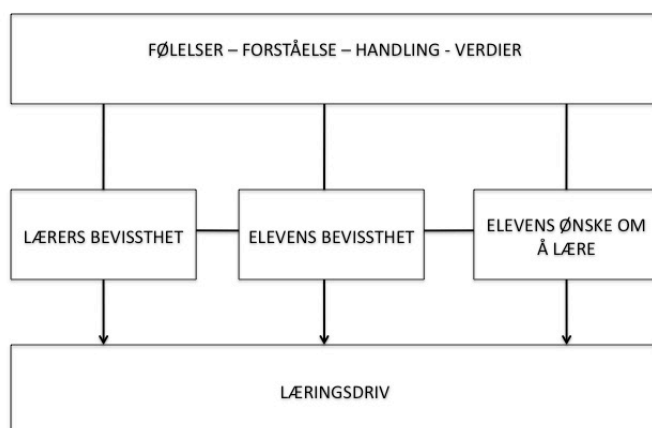 FØLELSER – FORSTÅELSE – HANDLING - VERDIER
LÆRERS BEVISSTHET
ELEVENS BEVISSTHET
ELEVENS ØNSKE OM
Å LÆRE
LÆRINGSDRIV